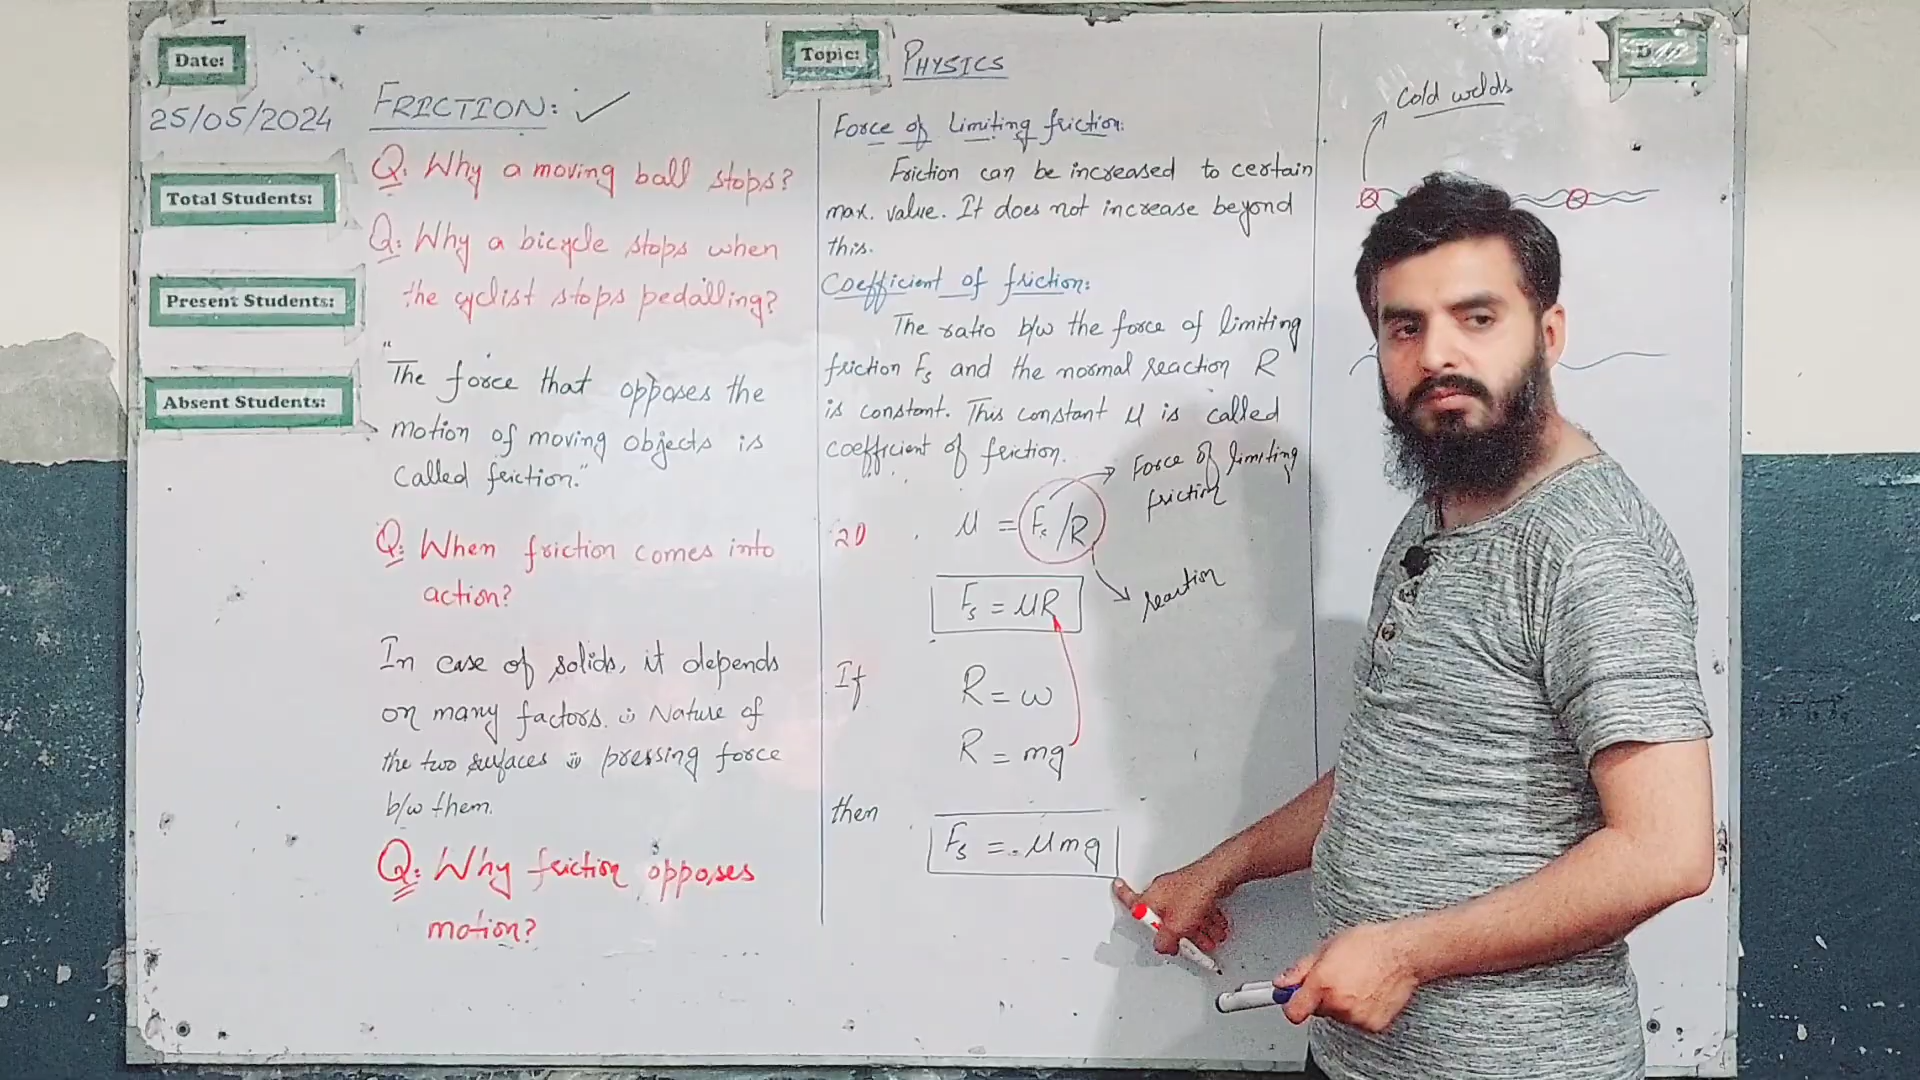 Date:
25/05/2024
Total Students:
Present Students:
Absent Students:
Topic:
PHYSICS
FRICTION: ✓
Q: Why a moving ball stops?
Q: Why a bicycle stops when
the cyclist stops pedalling?
"The force that opposes the
motion of moving objects is
called friction."
Q: When friction comes into
action?
In case of solids, it depends
on many factors. (i) Nature of
the two surfaces (ii) pressing force
b/w them.
Q: Why friction opposes
motion?
Force of limiting friction:
Friction can be increased to certain
max. value. It does not increase beyond
this.
Coefficient of friction:
The ratio b/w the force of limiting
friction Fs and the normal reaction R
is constant. This constant μ is called
coefficient of friction.
μ = Fs/R
Force of limiting
friction
reaction
Fs = μR
If
R = w
R = mg
then
Fs = μmg
Cold welds